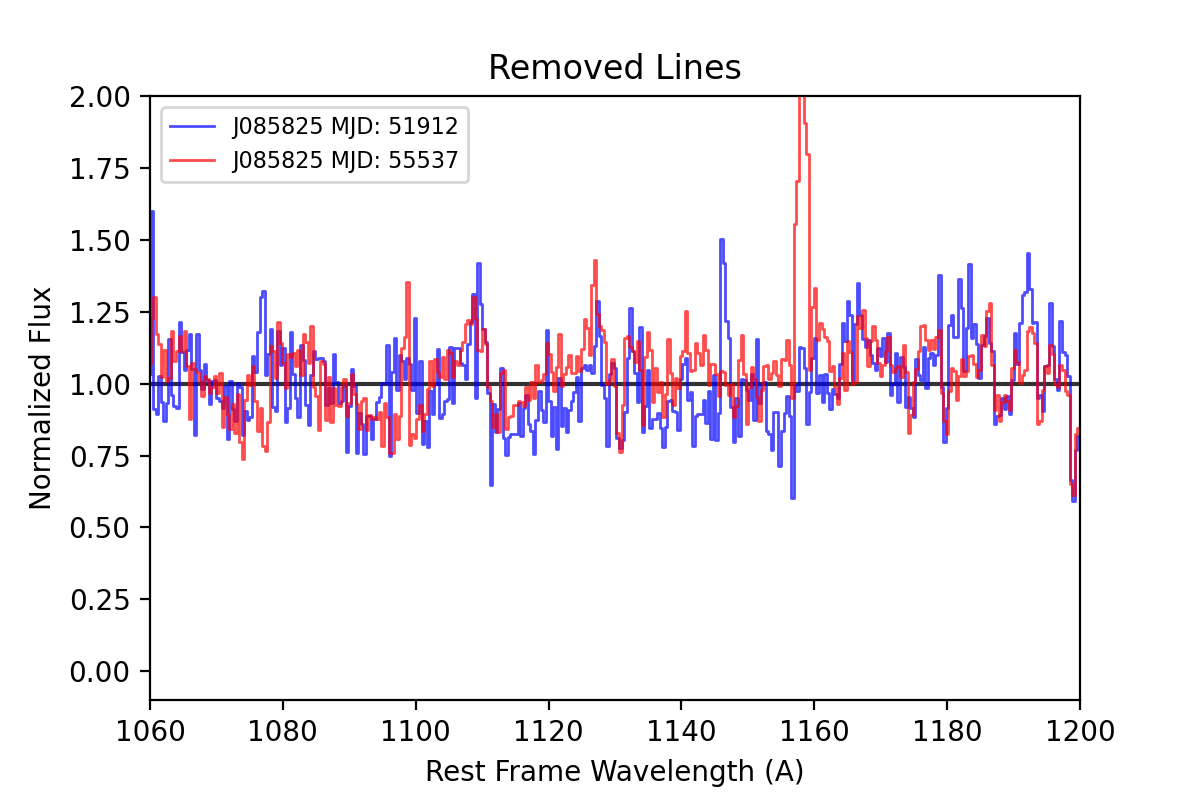 Removed Lines
J085825 MJD: 51912
J085825 MJD: 55537
2.00
1.75
1.50
1.25
1.00
0.75
0.50
0.25
0.00
Normalized Flux
1060 1080 1100 1120 1140 1160 1180 1200
Rest Frame Wavelength (A)